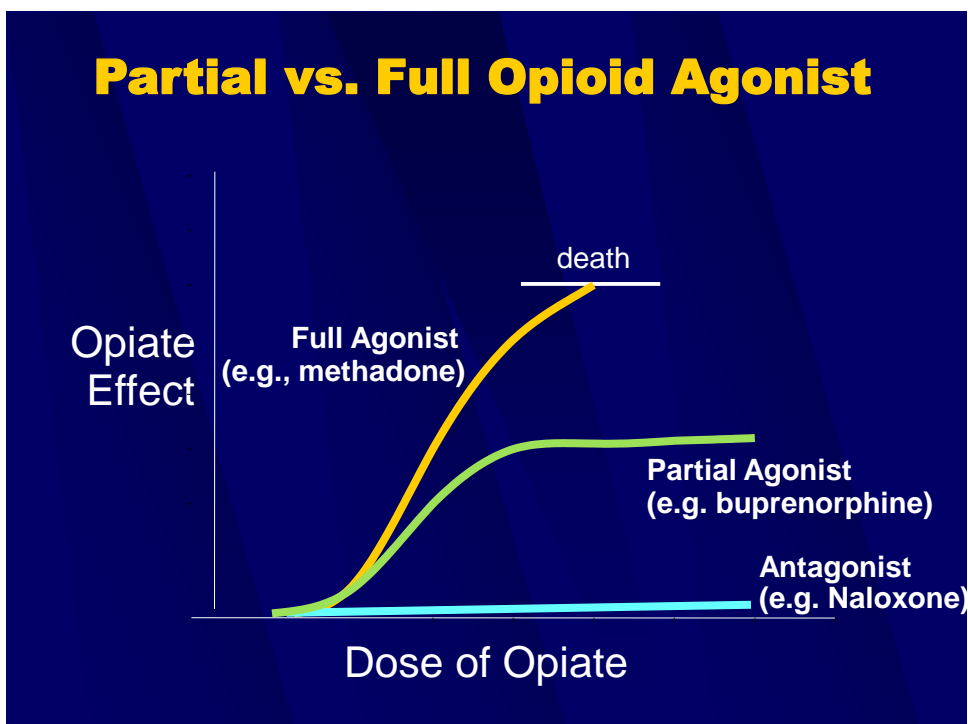 Partial vs. Full Opioid Agonist
death
Full Agonist
(e.g., methadone)
Opiate
Effect
Partial Agonist
(e.g. buprenorphine)
Antagonist
(e.g. Naloxone)
Dose of Opiate